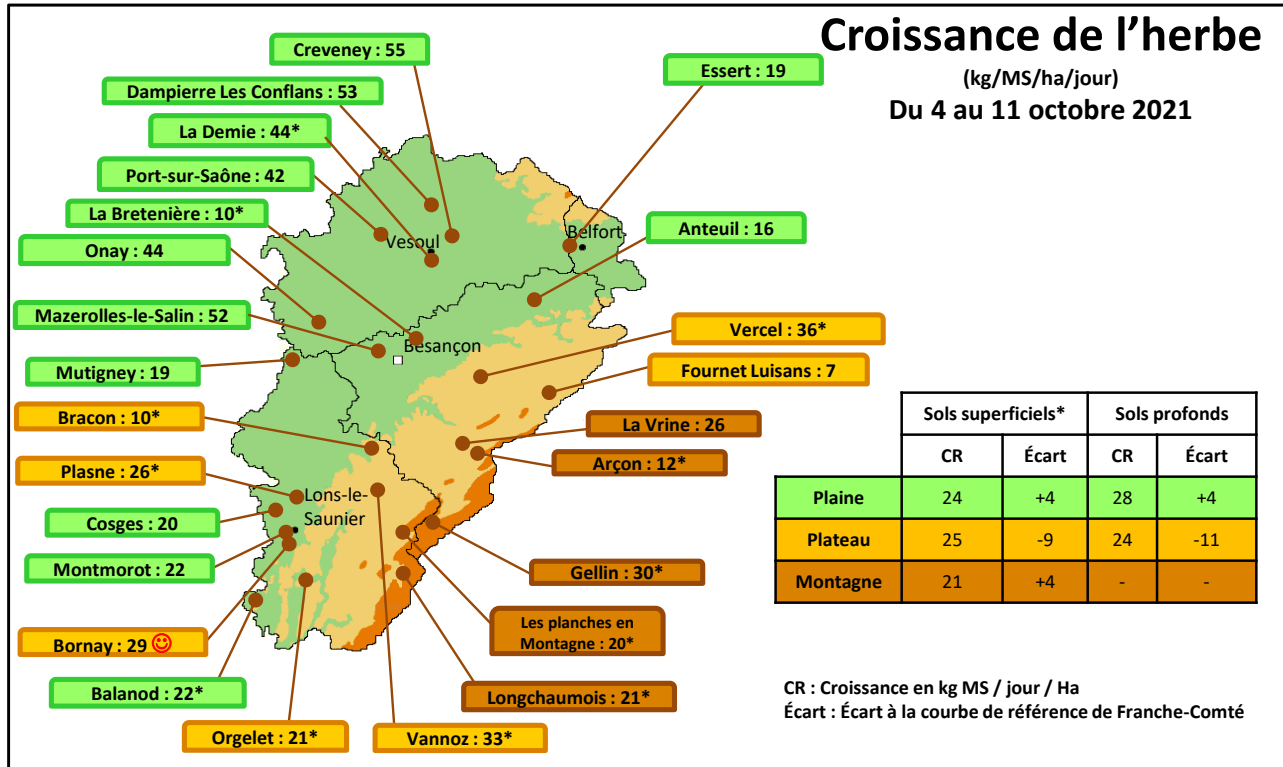 Croissance de l’herbe
(kg/MS/ha/jour)
Du 4 au 11 octobre 2021
Creveney : 55
Dampierre Les Conflans : 53
La Demie : 44*
Port-sur-Saône : 42
La Bretenière : 10*
Onay : 44
Mazerolles-le-Salin : 52
Mutigney : 19
Bracon : 10*
Plasne : 26*
Cosges : 20
Montmorot : 22
Bornay : 29
Balanod : 22*
Orgelet : 21*
Vannoz : 33*
Longchaumois : 21*
Les planches en
Montagne : 20*
Gellin : 30*
Arçon : 12*
La Vrine : 26
Fournet Luisans : 7
Vercel : 36*
Anteuil : 16
Essert : 19
Vesoul
Belfort
Besançon
Lons-le-
Saunier
Sols superficiels* Sols profonds
CR Écart CR Écart
Plaine 24 +4 28 +4
Plateau 25 -9 24 -11
Montagne 21 +4 - -
CR : Croissance en kg MS / jour / Ha
Écart : Écart à la courbe de référence de Franche-Comté